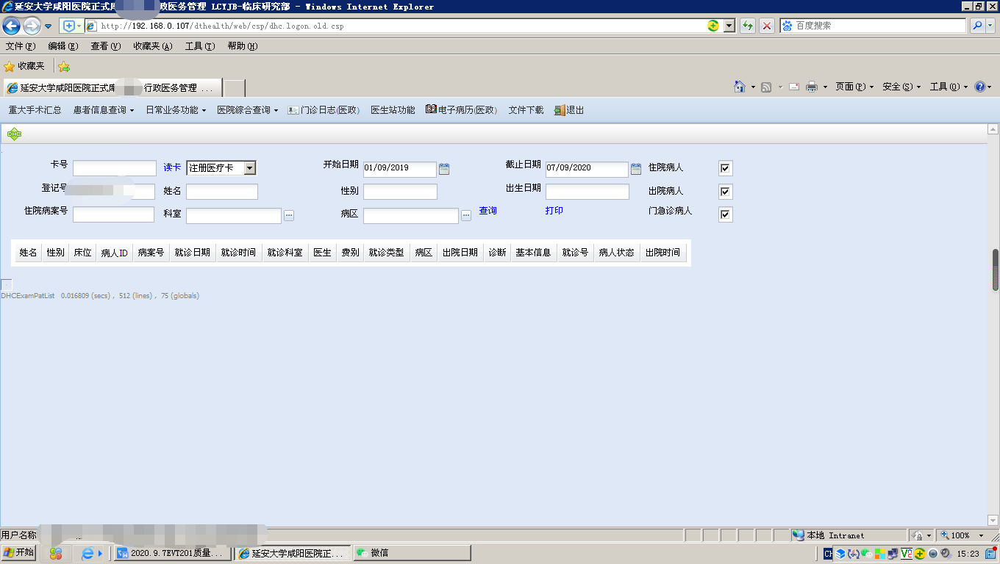 延安大学咸阳医院正式库 政医务管理 LCYJB-临床研究部 - Windows Internet Explorer
http://192.168.0.107/dthealth/web/csp/dhc.logon.old.csp 百度搜索
文件(F) 编辑(E) 查看(V) 收藏夹(A) 工具(T) 帮助(H)
收藏夹
延安大学咸阳医院正式库 行政医务管理 ... 页面(P) 安全(S) 工具(O)
重大手术汇总 患者信息查询 日常业务功能 医院综合查询 门诊日志(医政) 医生站功能 电子病历(医政) 文件下载 退出
DHC
卡号 读卡 注册医疗卡 开始日期 01/09/2019 截止日期 07/09/2020 住院病人
登记号 姓名 性别 出生日期 出院病人
住院病案号 科室 病区 查询 打印 门急诊病人
姓名 性别 床位 病人ID 病案号 就诊日期 就诊时间 就诊科室 医生 费别 就诊类型 病区 出院日期 诊断 基本信息 就诊号 病人状态 出院时间
DHCExamPatList 0.016809 (secs) , 512 (lines) , 75 (globals)
用户名称 本地 Intranet 100%
开始 2020.9.7EVT201质量... 延安大学咸阳医院正... 微信 CH 15:23